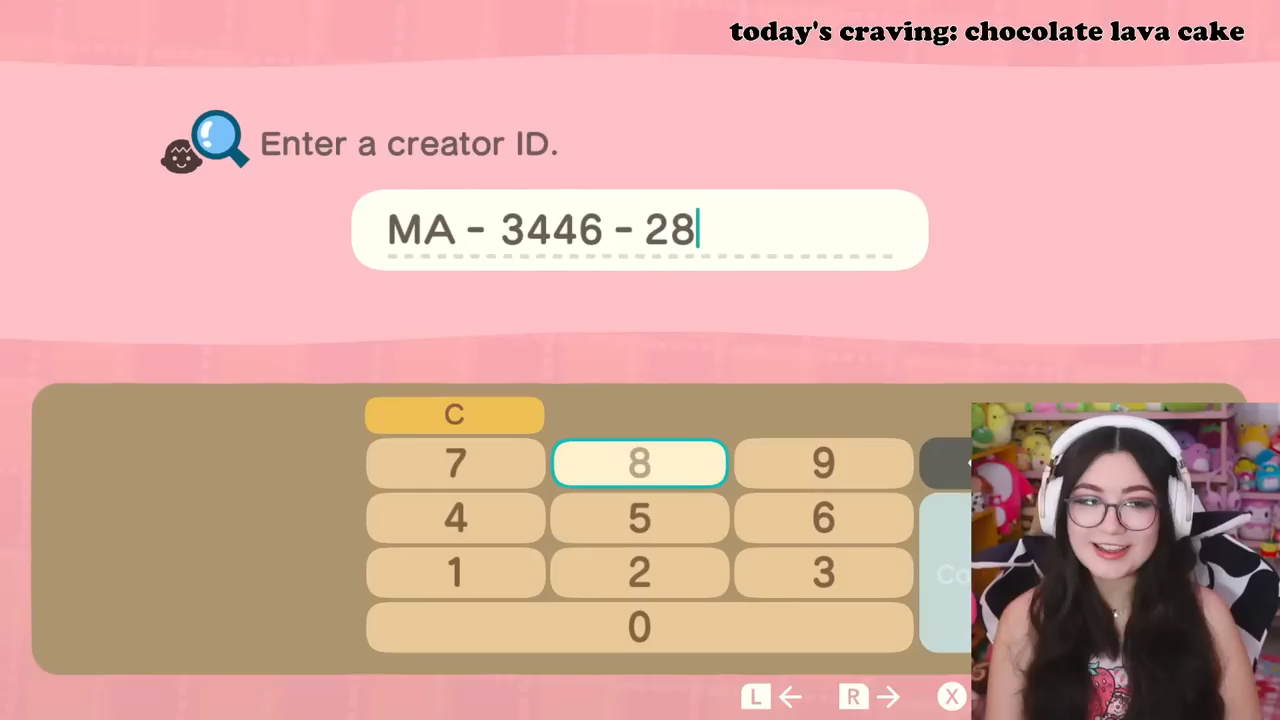 today's craving: chocolate lava cake
Enter a creator ID.
MA - 3446 - 28
C
7 8 9
4 5 6
1 2 3
Co
0
L R X